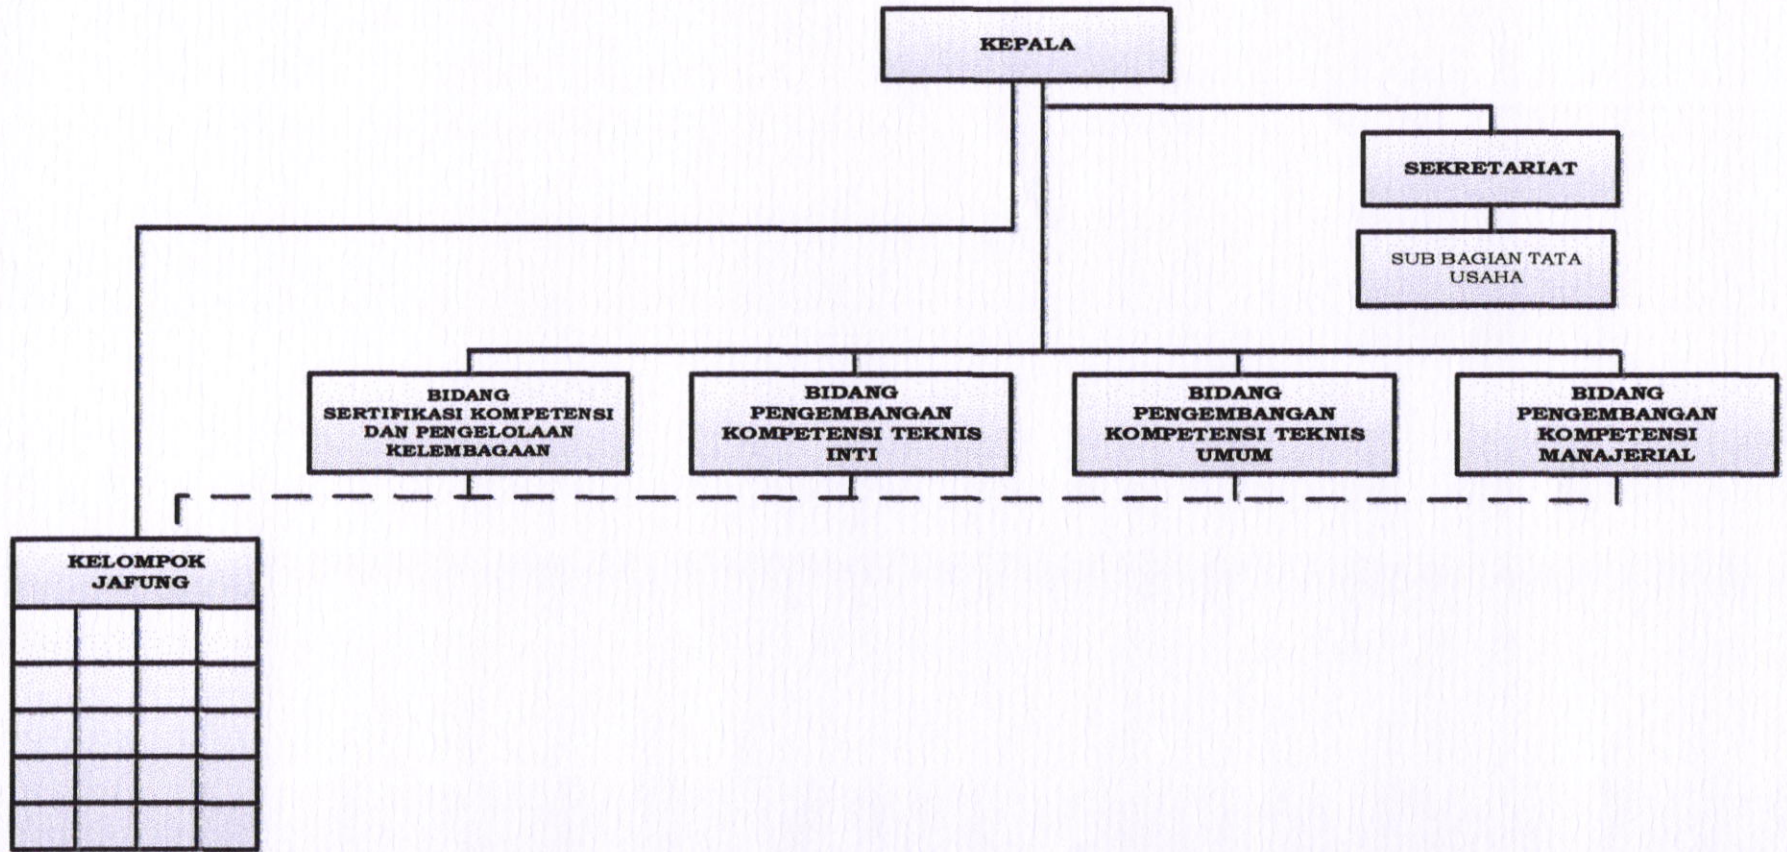 KEPALA
SEKRETARIAT
SUB BAGIAN TATA
USAHA
BIDANG
SERTIFIKASI KOMPETENSI
DAN PENGELOLAAN
KELEMBAGAAN
BIDANG
PENGEMBANGAN
KOMPETENSI TEKNIS
INTI
BIDANG
PENGEMBANGAN
KOMPETENSI TEKNIS
UMUM
BIDANG
PENGEMBANGAN
KOMPETENSI
MANAJERIAL
KELOMPOK
JAFUNG